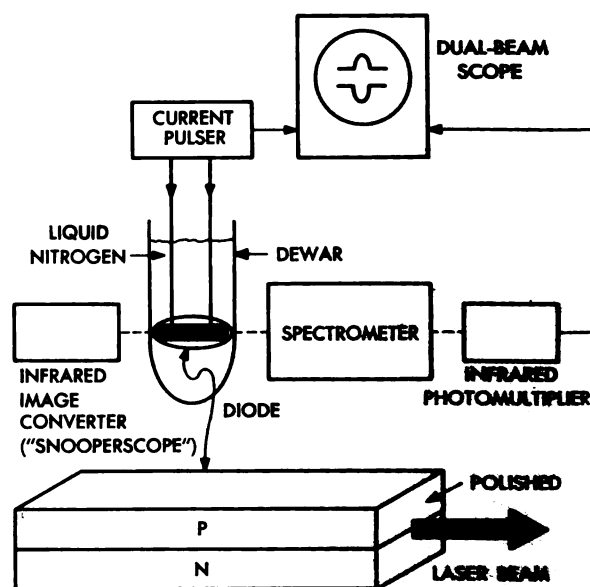 DUAL-BEAM
SCOPE
CURRENT
PULSER
LIQUID
NITROGEN
DEWAR
SPECTROMETER
INFRARED
IMAGE
CONVERTER
("SNOOPERSCOPE")
DIODE
INFRARED
PHOTOMULTIPLIER
POLISHED
P
N
LASER BEAM